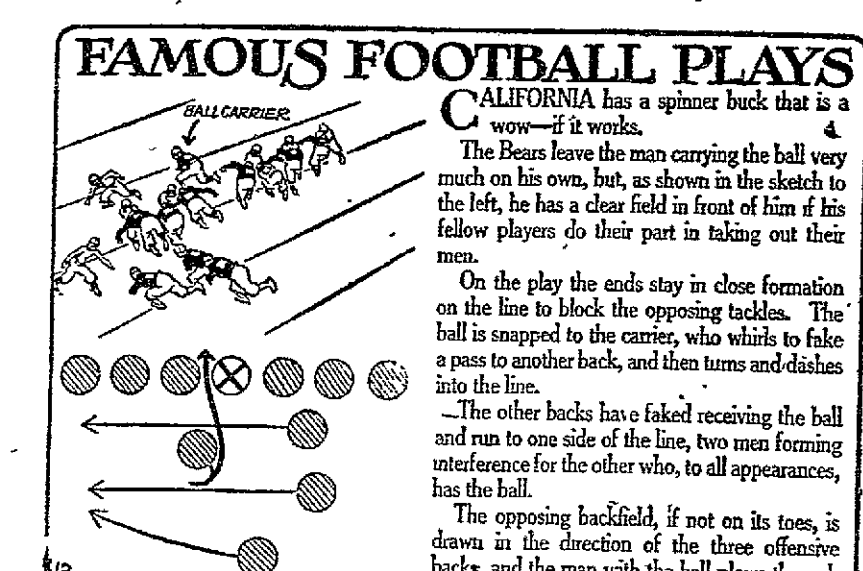 FAMOUS FOOTBALL PLAYS
BALL CARRIER
CALIFORNIA has a spinner buck that is a
wow—if it works.
The Bears leave the man carrying the ball very
much on his own, but, as shown in the sketch to
the left, he has a clear field in front of him if his
fellow players do their part in taking out their
men.
On the play the ends stay in close formation
on the line to block the opposing tackles. The
ball is snapped to the carrier, who whirls to fake
a pass to another back, and then turns and dashes
into the line.
The other backs have faked receiving the ball
and run to one side of the line, two men forming
interference for the other who, to all appearances,
has the ball.
The opposing backfield, if not on its toes, is
drawn in the direction of the three offensive
backs, and the man with the ball